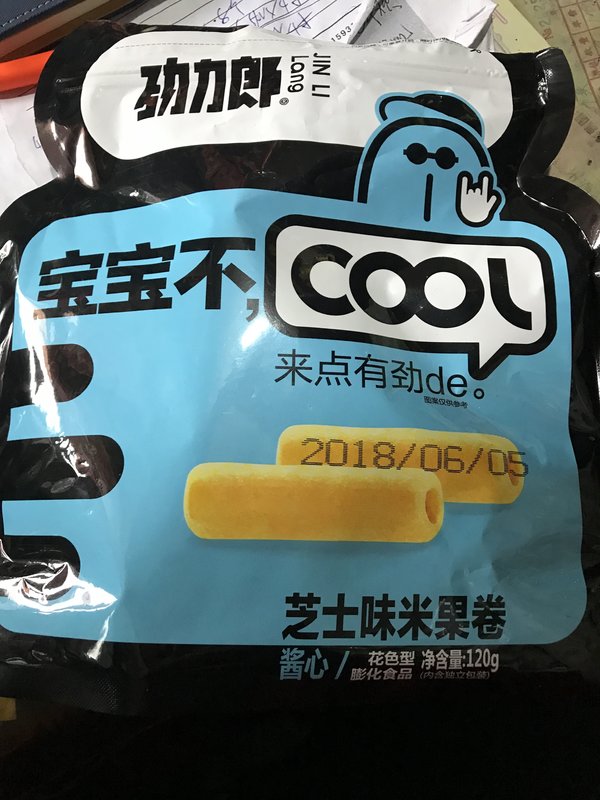 劲力郎®
JIN LI
Lang
宝宝不,
COOL
来点有劲de。
图案仅供参考
2018/06/05
芝士味米果卷
酱心/
花色型 净含量:120g
膨化食品 (内含独立包装)
1593